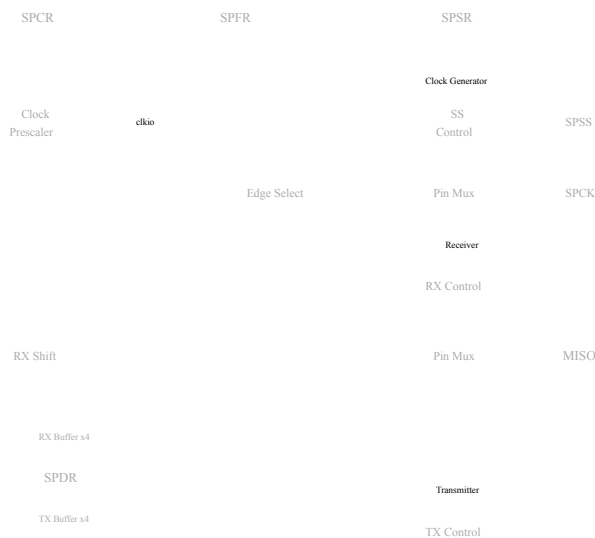 SPCR SPFR SPSR
Clock Generator
Clock
Prescaler
clkio
SS
Control
SPSS
Edge Select Pin Mux SPCK
Receiver
RX Control
RX Shift Pin Mux MISO
RX Buffer x4
SPDR
Transmitter
TX Buffer x4
TX Control